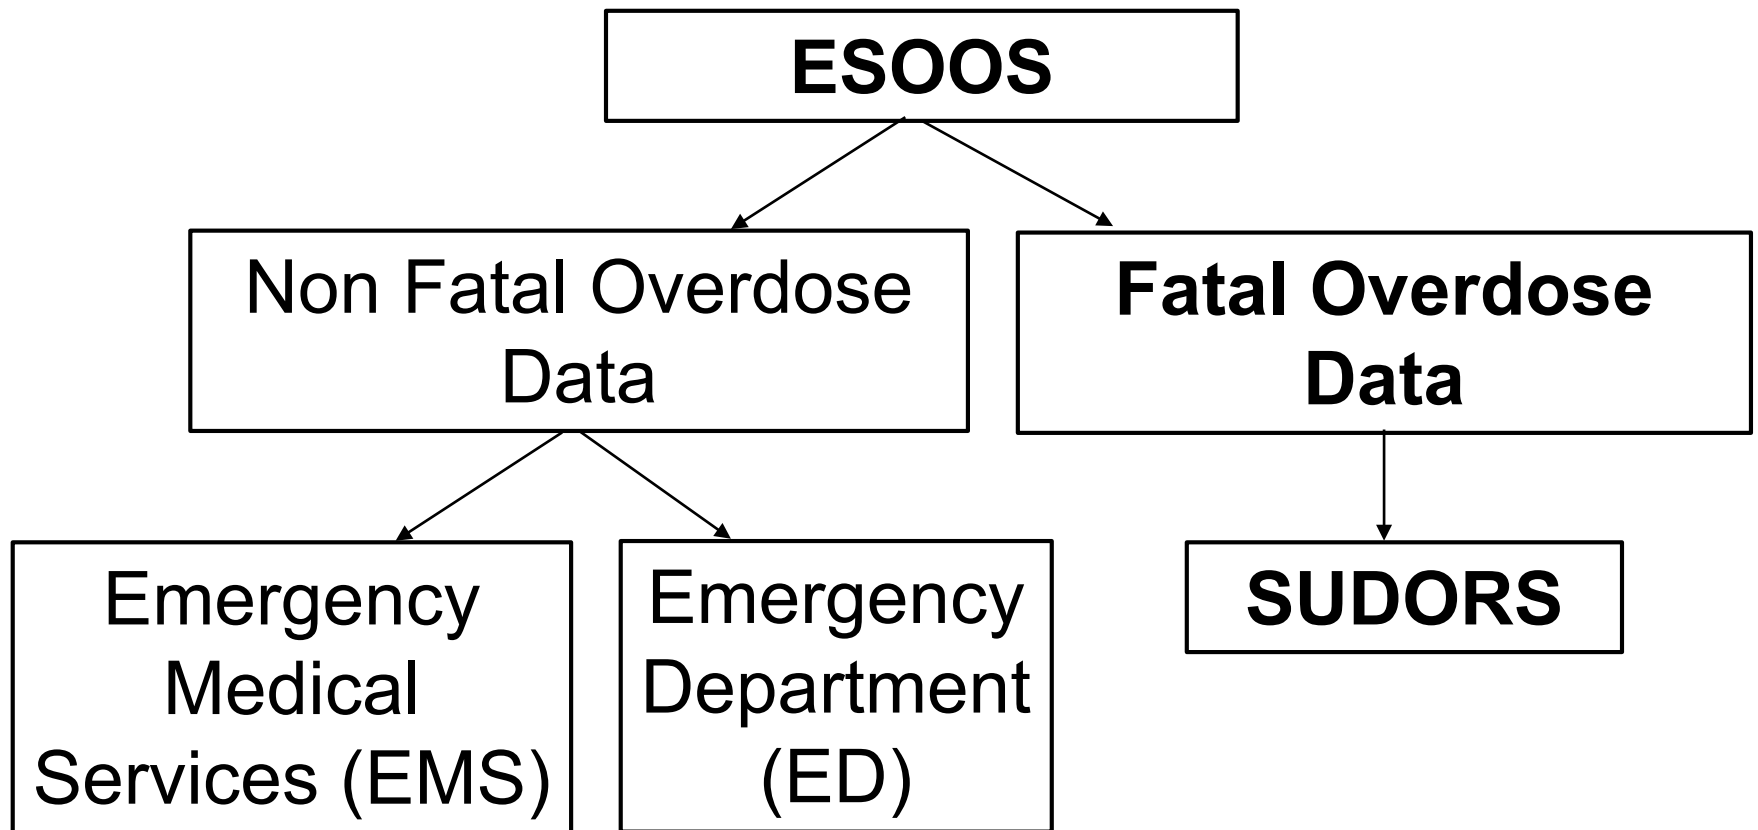 ESOOS
Non Fatal Overdose
Data
Fatal Overdose
Data
Emergency
Medical
Services (EMS)
Emergency
Department
(ED)
SUDORS